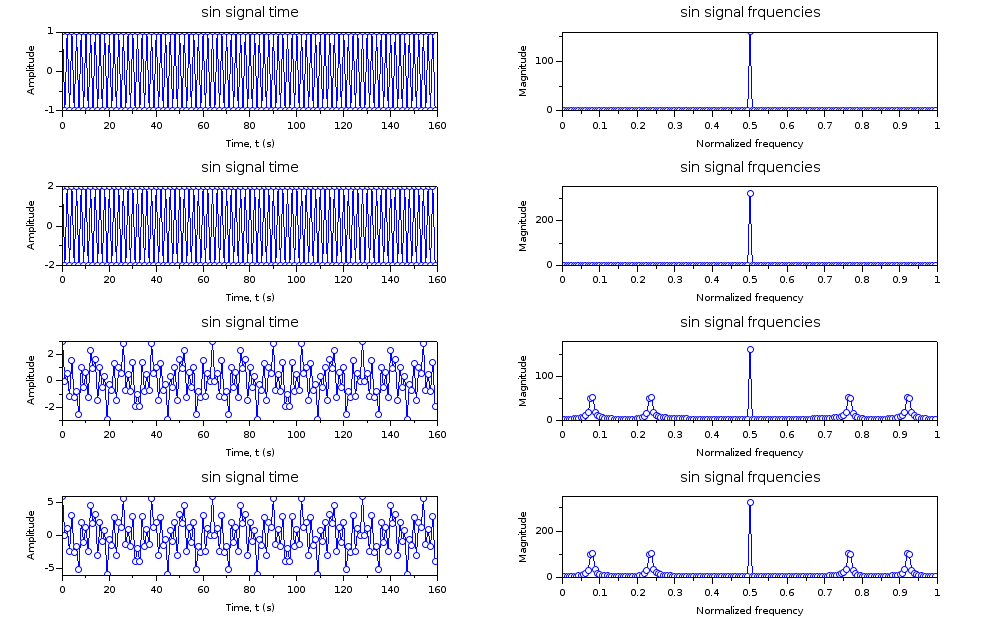 sin signal time
sin signal frquencies
1
0
-1
Amplitude
0 20 40 60 80 100 120 140 160
Time, t (s)
100
0
Magnitude
0 0.1 0.2 0.3 0.4 0.5 0.6 0.7 0.8 0.9 1
Normalized frequency
sin signal time
sin signal frquencies
2
0
-2
Amplitude
0 20 40 60 80 100 120 140 160
Time, t (s)
200
0
Magnitude
0 0.1 0.2 0.3 0.4 0.5 0.6 0.7 0.8 0.9 1
Normalized frequency
sin signal time
sin signal frquencies
2
0
-2
Amplitude
0 20 40 60 80 100 120 140 160
Time, t (s)
100
0
Magnitude
0 0.1 0.2 0.3 0.4 0.5 0.6 0.7 0.8 0.9 1
Normalized frequency
sin signal time
sin signal frquencies
5
0
-5
Amplitude
0 20 40 60 80 100 120 140 160
Time, t (s)
200
0
Magnitude
0 0.1 0.2 0.3 0.4 0.5 0.6 0.7 0.8 0.9 1
Normalized frequency